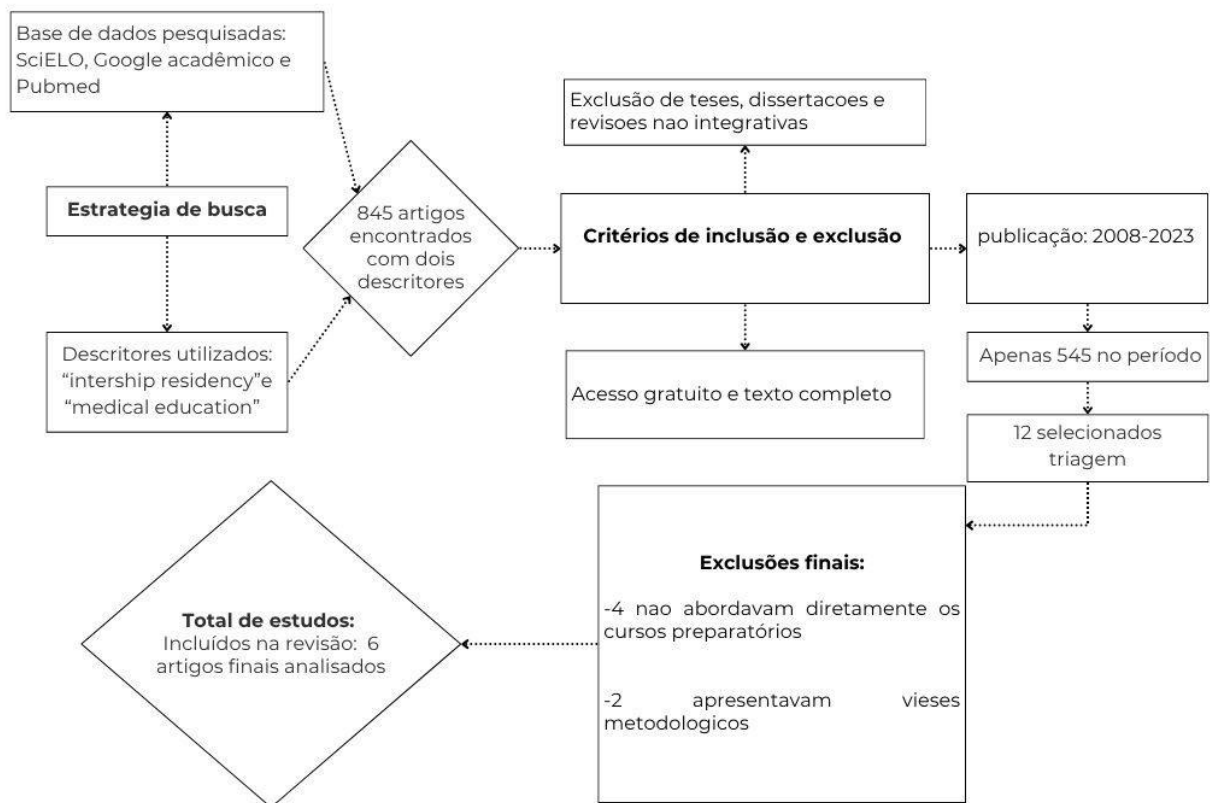 Base de dados pesquisadas:
SciELO, Google acadêmico e
Pubmed
Estrategia de busca
Descritores utilizados:
“intership residency”e
“medical education”
845 artigos
encontrados
com dois
descritores
Exclusão de teses, dissertacoes e
revisoes nao integrativas
Critérios de inclusão e exclusão
Acesso gratuito e texto completo
publicação: 2008-2023
Apenas 545 no período
12 selecionados
triagem
Exclusões finais:
-4 nao abordavam diretamente os
cursos preparatórios
-2 apresentavam vieses
metodologicos
Total de estudos:
Incluídos na revisão: 6
artigos finais analisados